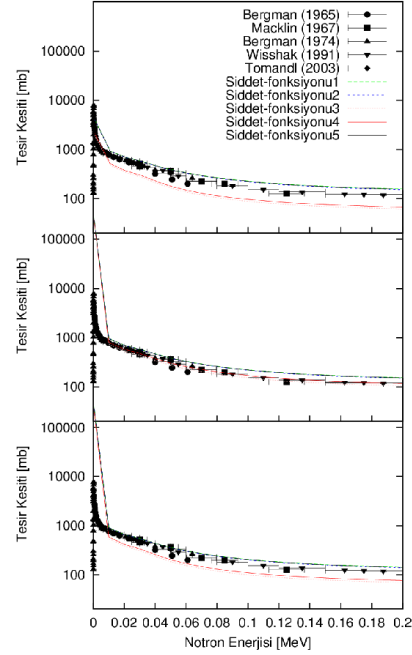 Bergman (1965)
Macklin (1967)
Bergman (1974)
Wisshak (1991)
Tomandl (2003)
Siddet-fonksiyonu1
Siddet-fonksiyonu2
Siddet-fonksiyonu3
Siddet-fonksiyonu4
Siddet-fonksiyonu5
Tesir Kesiti [mb]
100000
10000
1000
100
Tesir Kesiti [mb]
100000
10000
1000
100
Tesir Kesiti [mb]
100000
10000
1000
100
0 0.02 0.04 0.06 0.08 0.1 0.12 0.14 0.16 0.18 0.2
Notron Enerjisi [MeV]